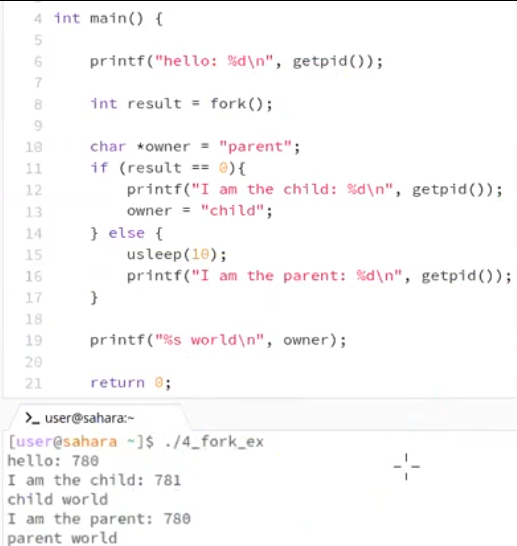 4 int main() {
5
6 printf("hello: %d\n", getpid());
7
8 int result = fork();
9
10 char *owner = "parent";
11 if (result == 0){
12 printf("I am the child: %d\n", getpid());
13 owner = "child";
14 } else {
15 usleep(10);
16 printf("I am the parent: %d\n", getpid());
17 }
18
19 printf("%s world\n", owner);
20
21 return 0;
>_ user@sahara:~
[user@sahara ~]$ ./4_fork_ex
hello: 780
I am the child: 781
child world
I am the parent: 780
parent world